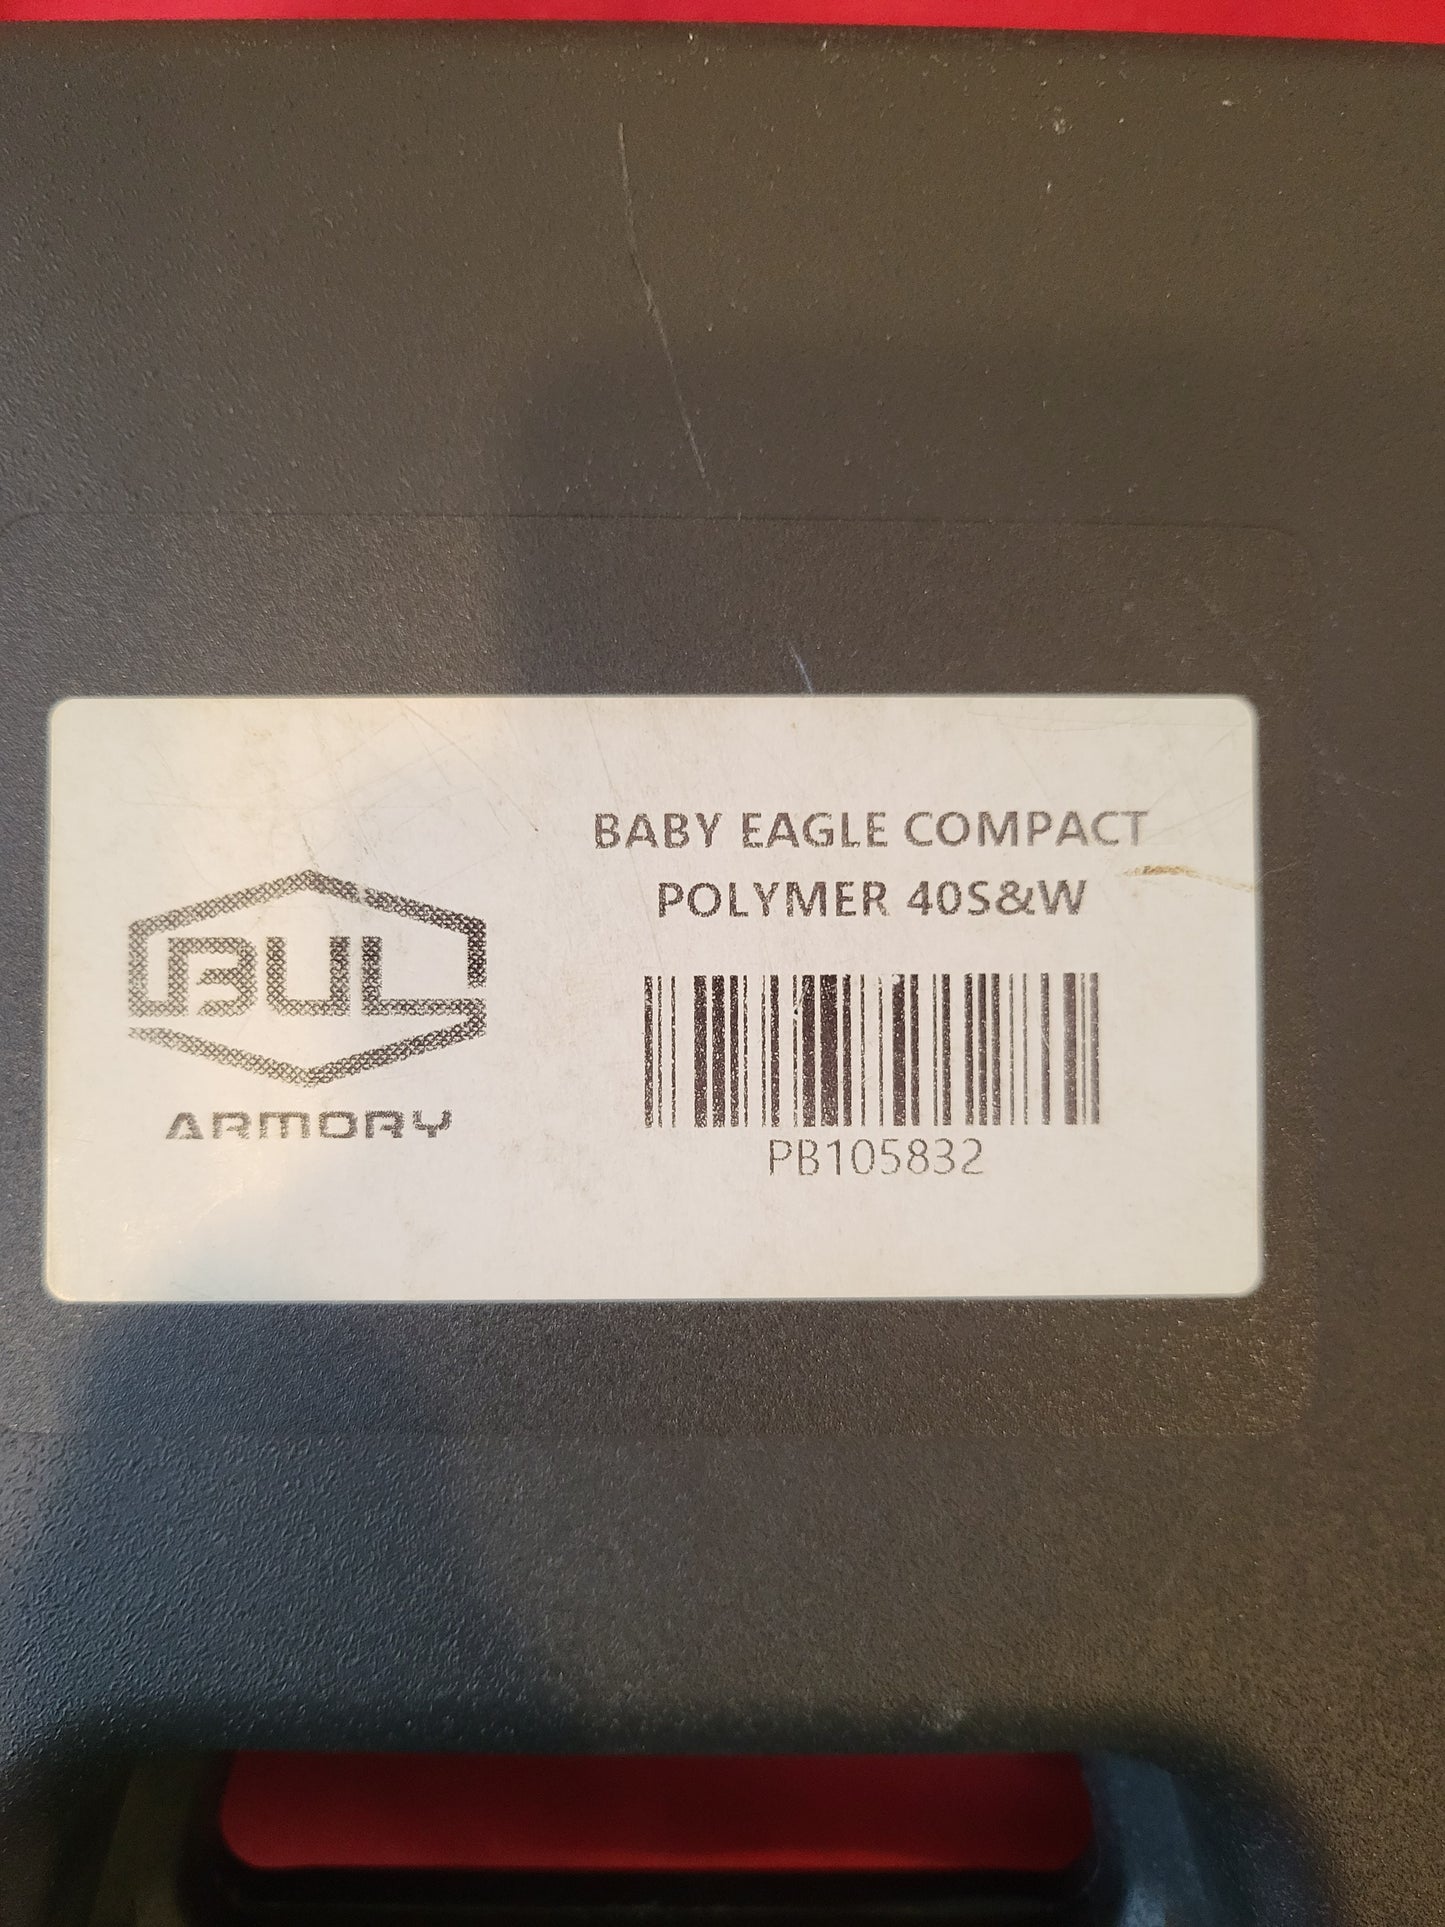 BUL
ARMORY
BABY EAGLE COMPACT
POLYMER 40S&W
PB105832